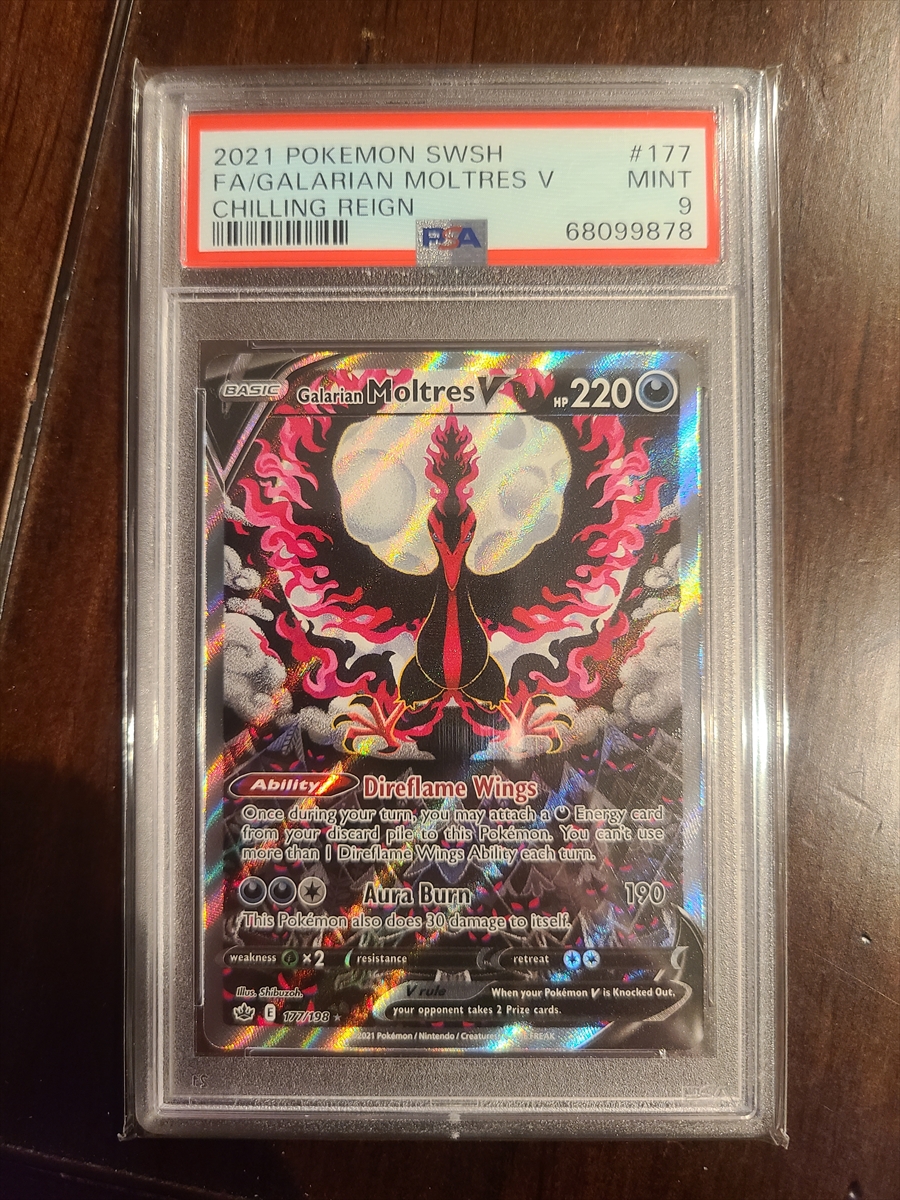 2021 POKEMON SWSH #177
FA/GALARIAN MOLTRES V MINT
CHILLING REIGN 9
PSA 68099878
BASIC Galarian Moltres V HP 220
Ability Direflame Wings
Once during your turn, you may attach a Energy card
from your discard pile to this Pokémon. You can't use
more than 1 Direflame Wings Ability each turn.
Aura Burn 190
This Pokémon also does 30 damage to itself.
weakness ×2 resistance retreat
Illus. Shibuzoh. V rule When your Pokémon V is Knocked Out,
E 177/198 your opponent takes 2 Prize cards.
2021 Pokémon / Nintendo / Creatures FREAK